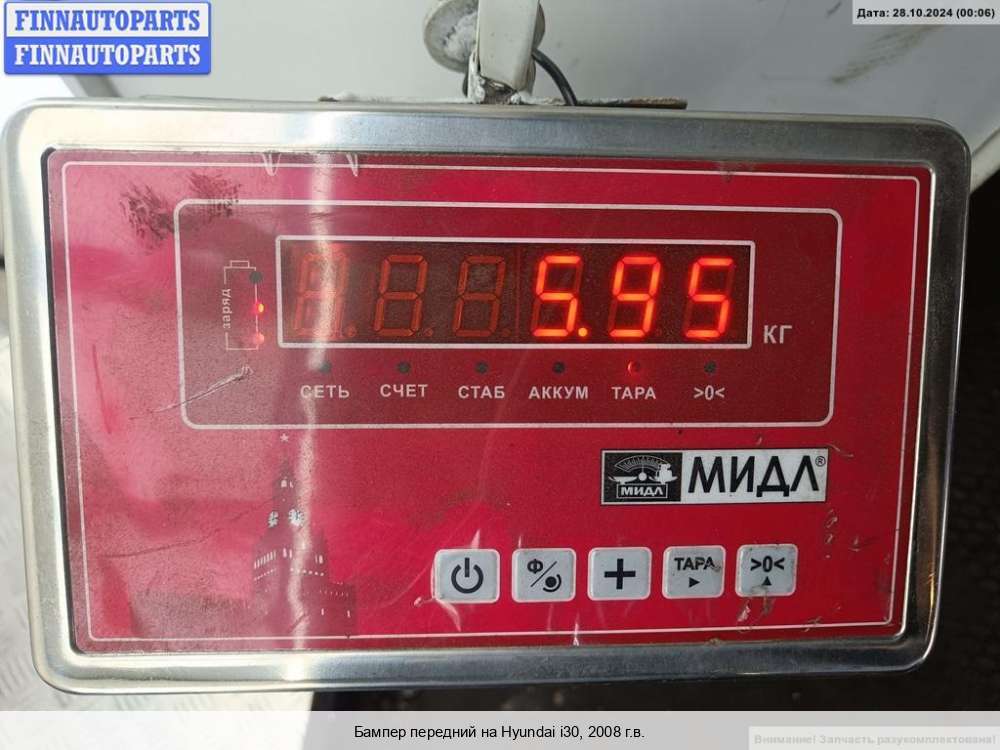 FINNAUTOPARTS
FINNAUTOPARTS
Дата: 28.10.2024 (00:06)
заряд
5.95
КГ
СЕТЬ СЧЕТ СТАБ АККУМ ТАРА >0<
МИДЛ МИДЛ®
Ф ТАРА >0<
Бампер передний на Hyundai i30, 2008 г.в.
Внимание! Запчасть разукомплектована!